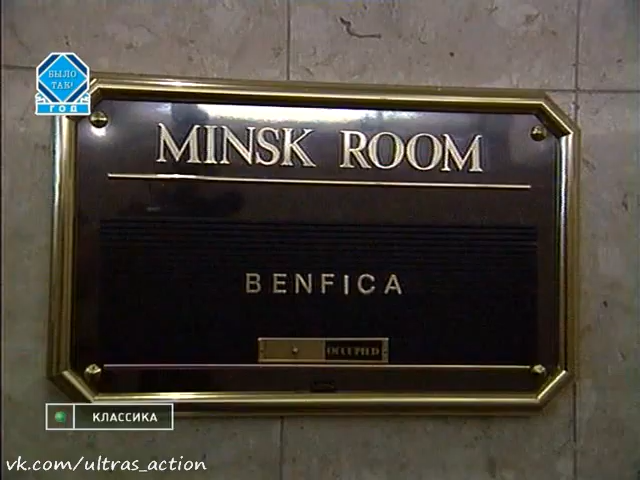 БЫЛО
ТАК!
ГОД
MINSK ROOM
BENFICA
OCCUPIED
КЛАССИКА
vk.com/ultras_action